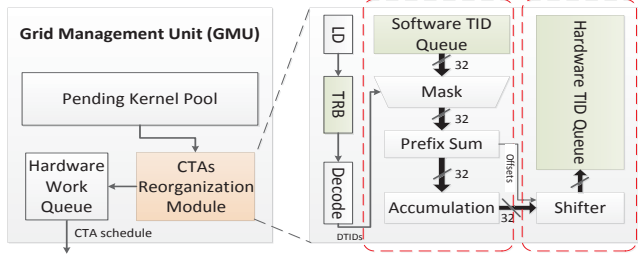 Grid Management Unit (GMU)
Pending Kernel Pool
Hardware
Work
Queue
CTAs
Reorganization
Module
CTA schedule
LD
TRB
Decode
DTIDs
Software TID
Queue
32
Mask
32
Prefix Sum
Offsets
32
Accumulation
32
Hardware TID Queue
Shifter